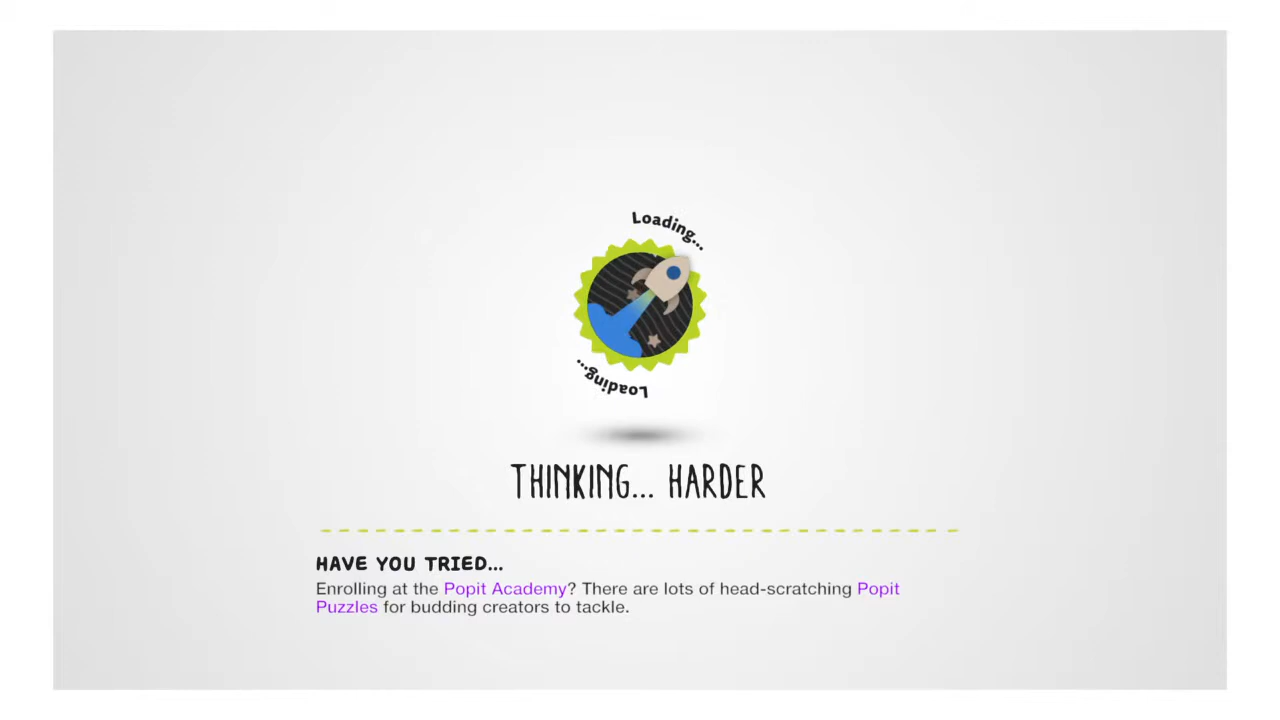 Loading...
Loading...
THINKING... HARDER
HAVE YOU TRIED...
Enrolling at the Popit Academy? There are lots of head-scratching Popit
Puzzles for budding creators to tackle.